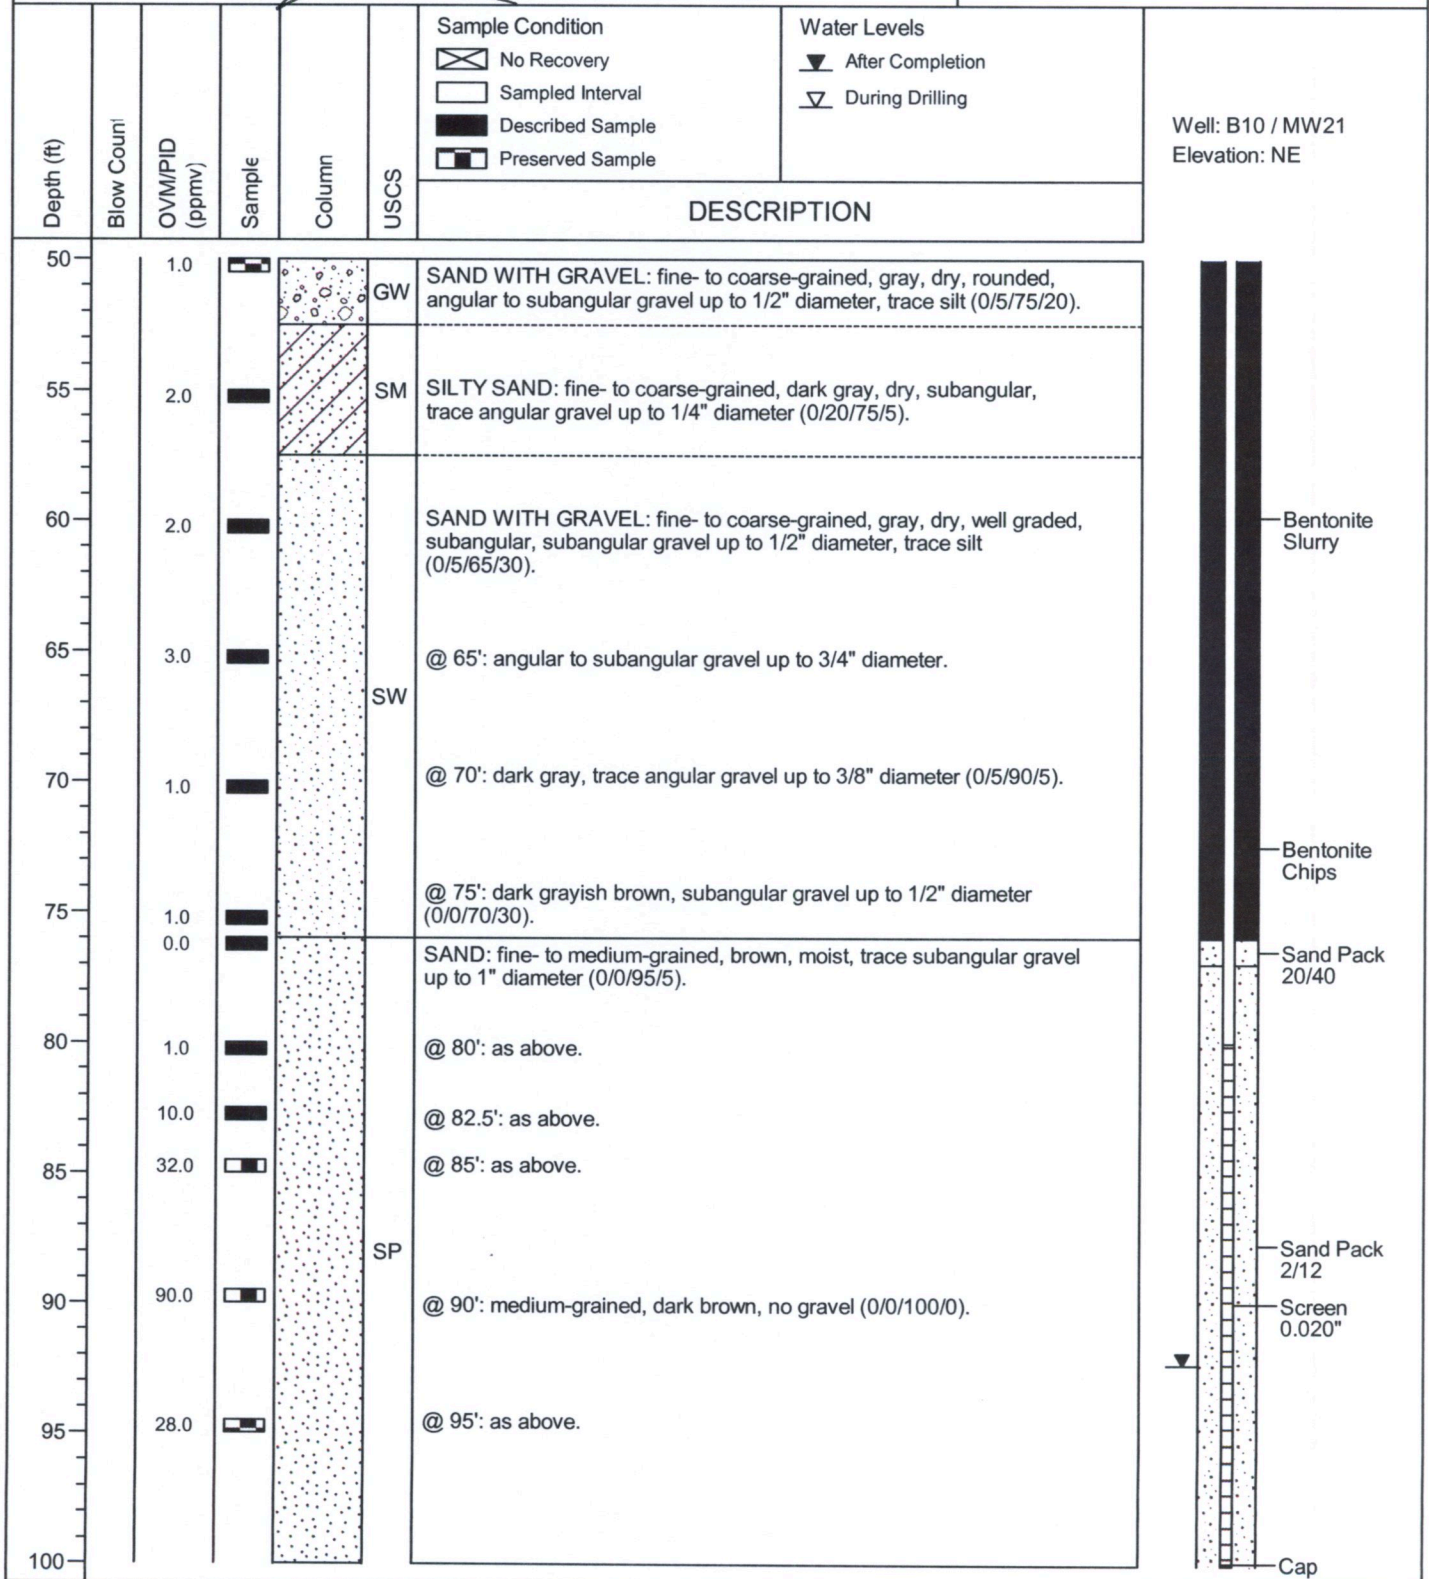 Sample Condition
No Recovery
Sampled Interval
Described Sample
Preserved Sample
Water Levels
After Completion
During Drilling
Well: B10 / MW21
Elevation: NE
Depth (ft)
Blow Count
OVM/PID
(ppmv)
Sample
Column
USCS
DESCRIPTION
50
1.0
GW
SAND WITH GRAVEL: fine- to coarse-grained, gray, dry, rounded,
angular to subangular gravel up to 1/2" diameter, trace silt (0/5/75/20).
55
2.0
SM
SILTY SAND: fine- to coarse-grained, dark gray, dry, subangular,
trace angular gravel up to 1/4" diameter (0/20/75/5).
60
2.0
SAND WITH GRAVEL: fine- to coarse-grained, gray, dry, well graded,
subangular, subangular gravel up to 1/2" diameter, trace silt
(0/5/65/30).
Bentonite
Slurry
65
3.0
@ 65': angular to subangular gravel up to 3/4" diameter.
SW
70
1.0
@ 70': dark gray, trace angular gravel up to 3/8" diameter (0/5/90/5).
Bentonite
Chips
75
1.0
@ 75': dark grayish brown, subangular gravel up to 1/2" diameter
(0/0/70/30).
0.0
SAND: fine- to medium-grained, brown, moist, trace subangular gravel
up to 1" diameter (0/0/95/5).
Sand Pack
20/40
80
1.0
@ 80': as above.
10.0
@ 82.5': as above.
85
32.0
@ 85': as above.
SP
Sand Pack
2/12
90
90.0
@ 90': medium-grained, dark brown, no gravel (0/0/100/0).
Screen
0.020"
95
28.0
@ 95': as above.
100
Cap